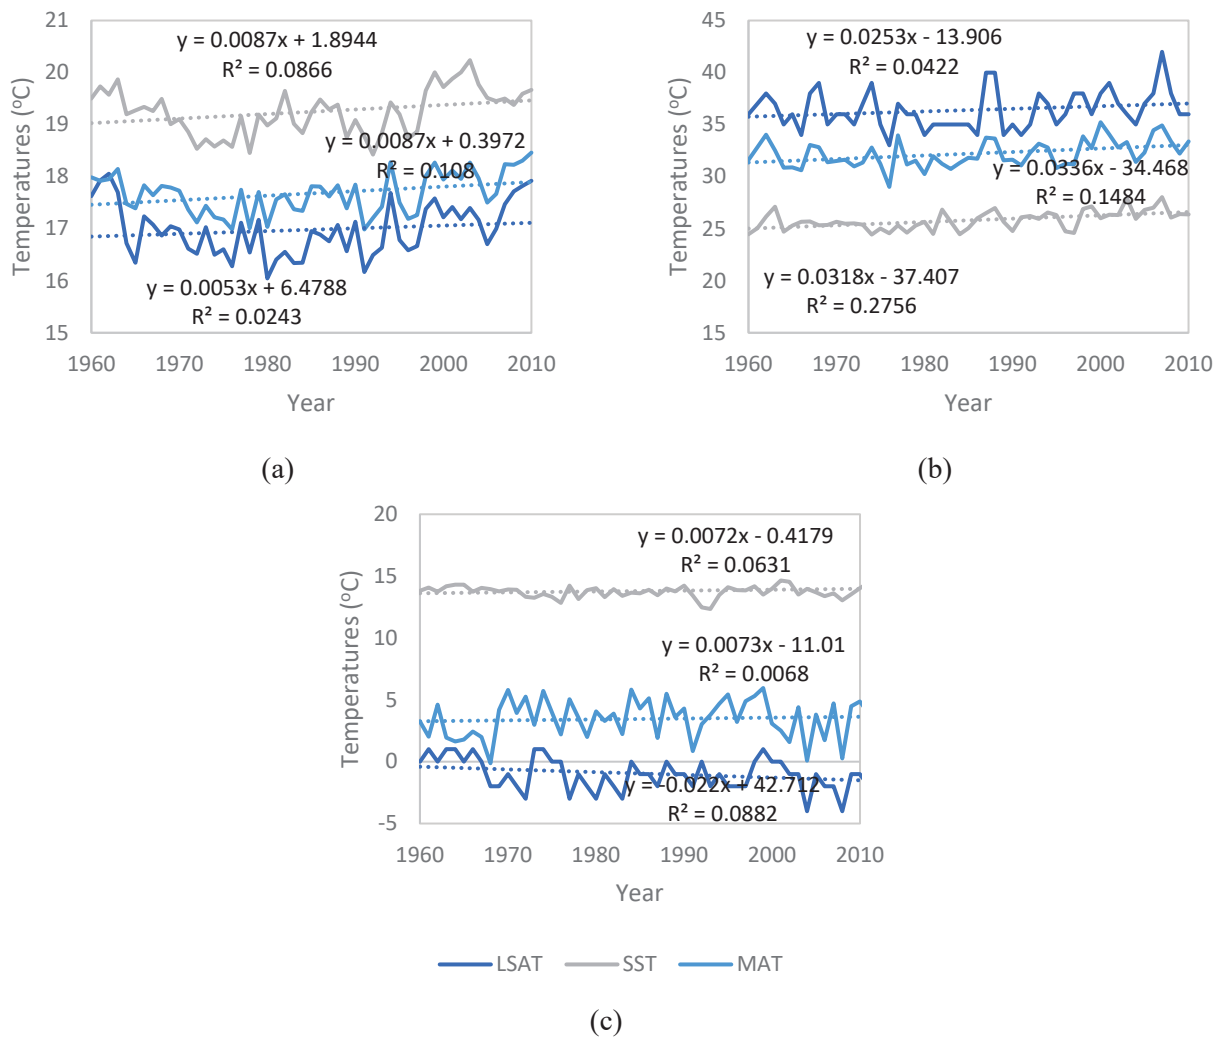 21
20
19
18
17
16
15
Temperatures (°C)
y = 0.0087x + 1.8944
R² = 0.0866
y = 0.0087x + 0.3972
R² = 0.108
y = 0.0053x + 6.4788
R² = 0.0243
1960 1970 1980 1990 2000 2010
Year
(a)
45
40
35
30
25
20
15
Temperatures (°C)
y = 0.0253x - 13.906
R² = 0.0422
y = 0.0336x - 34.468
R² = 0.1484
y = 0.0318x - 37.407
R² = 0.2756
1960 1970 1980 1990 2000 2010
Year
(b)
20
15
10
5
0
-5
Temperatures (°C)
y = 0.0072x - 0.4179
R² = 0.0631
y = 0.0073x - 11.01
R² = 0.0068
y = -0.022x + 42.712
R² = 0.0882
1960 1970 1980 1990 2000 2010
Year
LSAT SST MAT
(c)